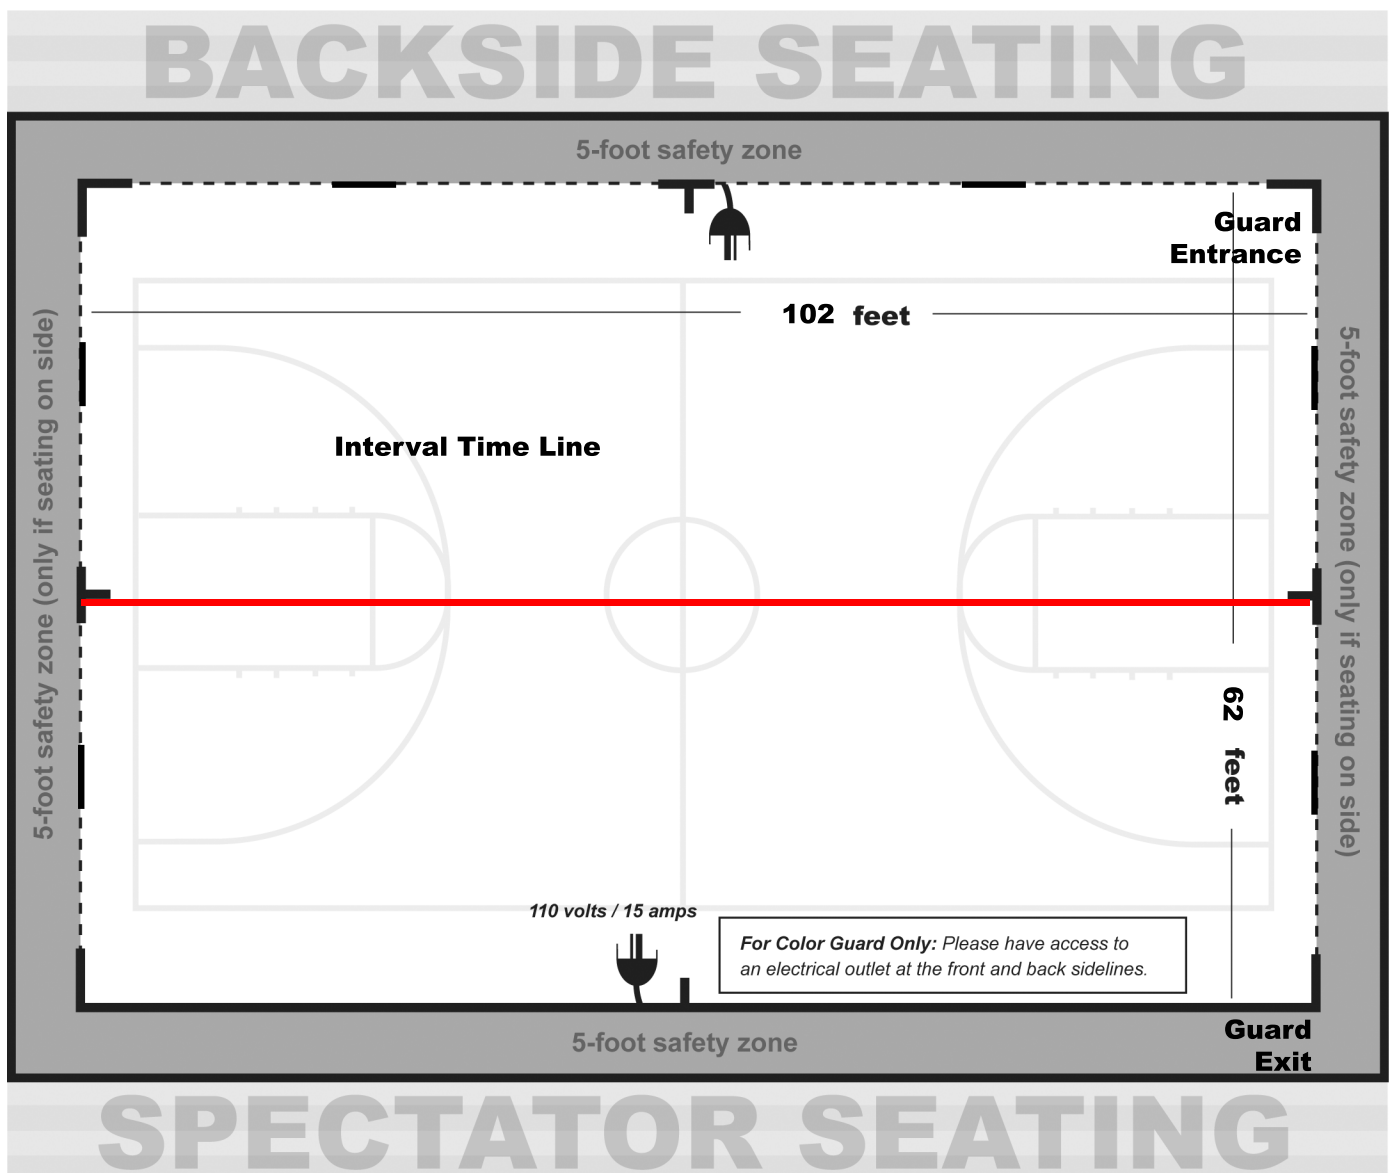 BACKSIDE SEATING
5-foot safety zone
Guard
Entrance
102 feet
5-foot safety zone (only if seating on side)
5-foot safety zone (only if seating on side)
Interval Time Line
62 feet
110 volts / 15 amps
For Color Guard Only: Please have access to
an electrical outlet at the front and back sidelines.
Guard
Exit
5-foot safety zone
SPECTATOR SEATING